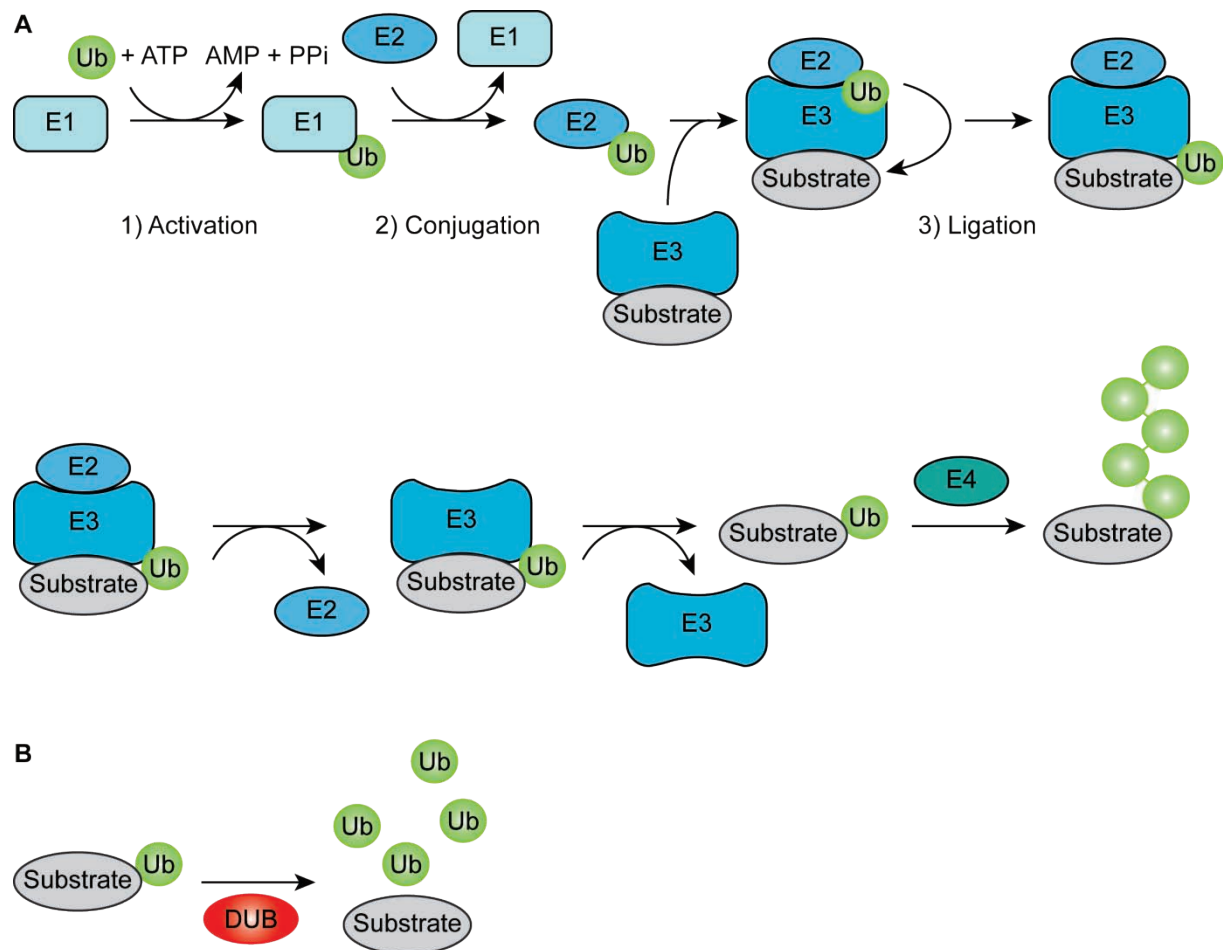 A
Ub + ATP AMP + PPi
E2
E1
E1
E1
Ub
E2
Ub
E2
Ub
E3
Substrate
E2
E3
Ub
Substrate
1) Activation
2) Conjugation
3) Ligation
E3
Substrate
E2
E3
Ub
Substrate
E2
E3
Ub
Substrate
E3
Substrate
Ub
E4
Substrate
B
Ub
Ub
Ub
Ub
Substrate
Ub
DUB
Substrate